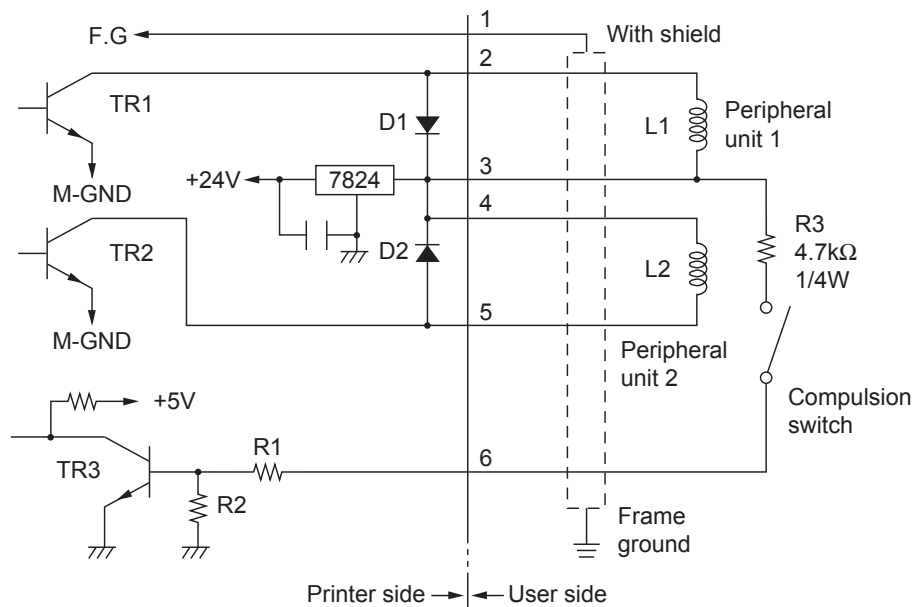 F.G
1
With shield
2
TR1
D1
L1
Peripheral
unit 1
M-GND
+24V
7824
3
4
R3
4.7kΩ
1/4W
TR2
D2
L2
M-GND
5
Peripheral
unit 2
+5V
Compulsion
switch
TR3
R1
6
R2
Frame
ground
Printer side
User side